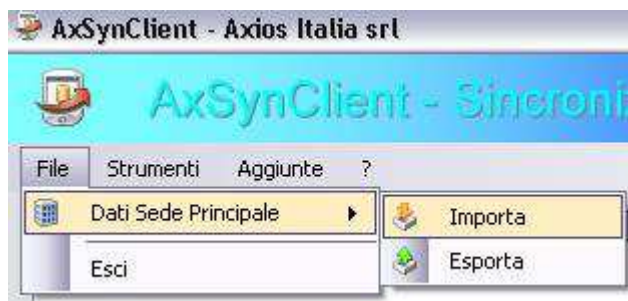 AxSynClient - Axios Italia srl
AxSynClient - Sincroni
File Strumenti Aggiunte ?
Dati Sede Principale Importa
Esci Esporta